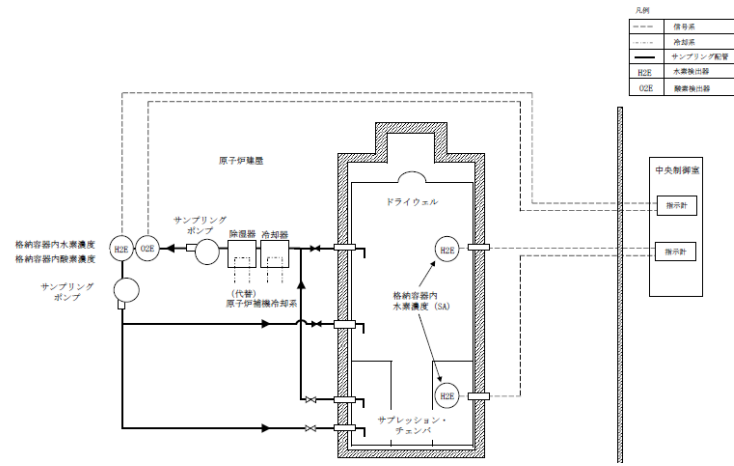 凡例
信号系
冷却系
サンプリング配管
H2E
水素検出器
O2E
酸素検出器
原子炉建屋
中央制御室
指示計
指示計
ドライウェル
サンプリング
ポンプ
除湿器
冷却器
格納容器内水素濃度
格納容器内酸素濃度
H2E
O2E
H2E
サンプリング
ポンプ
(代替)
原子炉補機冷却系
格納容器内
水素濃度 (SA)
H2E
サプレッション・
チェンバ